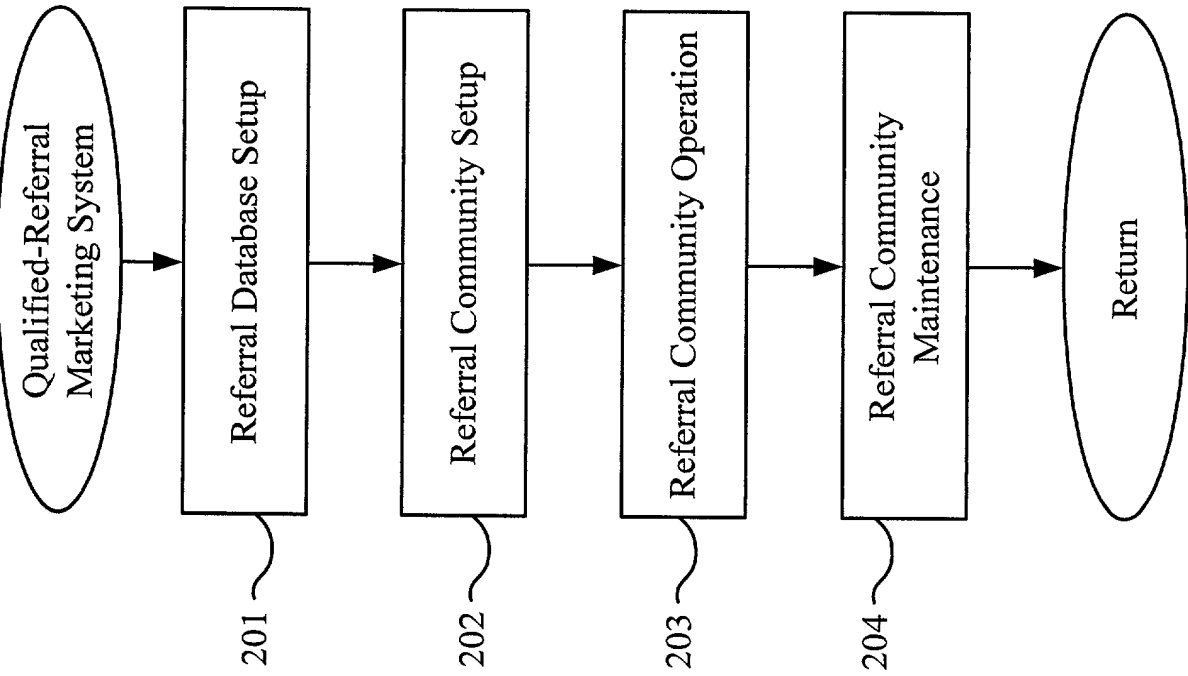 Qualified-Referral
Marketing System
201
Referral Database Setup
202
Referral Community Setup
203
Referral Community Operation
204
Referral Community
Maintenance
Return